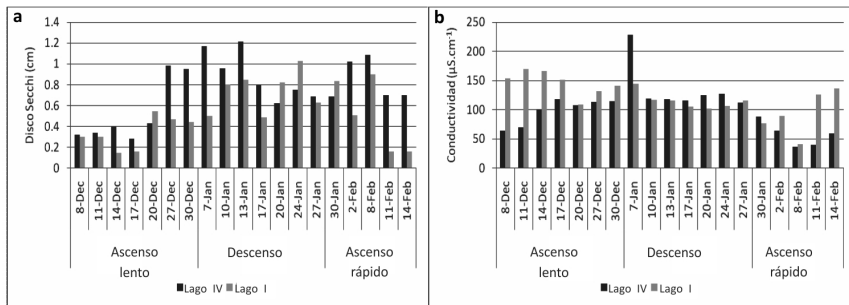 a
Disco Secchi (cm)
1.4
1.2
1
0.8
0.6
0.4
0.2
0
8-Dec
11-Dec
14-Dec
17-Dec
20-Dec
27-Dec
30-Dec
7-Jan
10-Jan
13-Jan
17-Jan
20-Jan
24-Jan
27-Jan
30-Jan
2-Feb
8-Feb
11-Feb
14-Feb
Ascenso
lento
Descenso
Ascenso
rápido
Lago IV Lago I
b
Conductividad (µS.cm⁻¹)
250
200
150
100
50
0
8-Dec
11-Dec
14-Dec
17-Dec
20-Dec
27-Dec
30-Dec
7-Jan
10-Jan
13-Jan
17-Jan
20-Jan
24-Jan
27-Jan
30-Jan
2-Feb
8-Feb
11-Feb
14-Feb
Ascenso
lento
Descenso
Ascenso
rápido
Lago IV Lago I